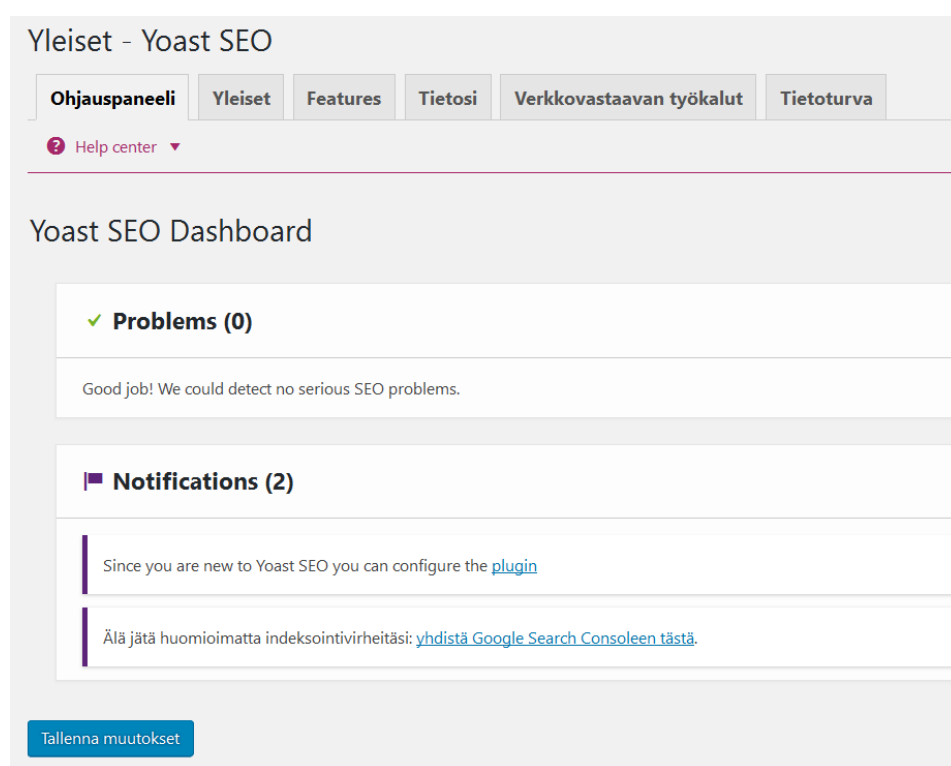 Yleiset - Yoast SEO
Ohjauspaneeli Yleiset Features Tietosi Verkkovastaavan työkalut Tietoturva
? Help center ▼
Yoast SEO Dashboard
Problems (0)
Good job! We could detect no serious SEO problems.
Notifications (2)
Since you are new to Yoast SEO you can configure the plugin
Älä jätä huomioimatta indeksointivirheitäsi: yhdistä Google Search Consoleen tästä.
Tallenna muutokset